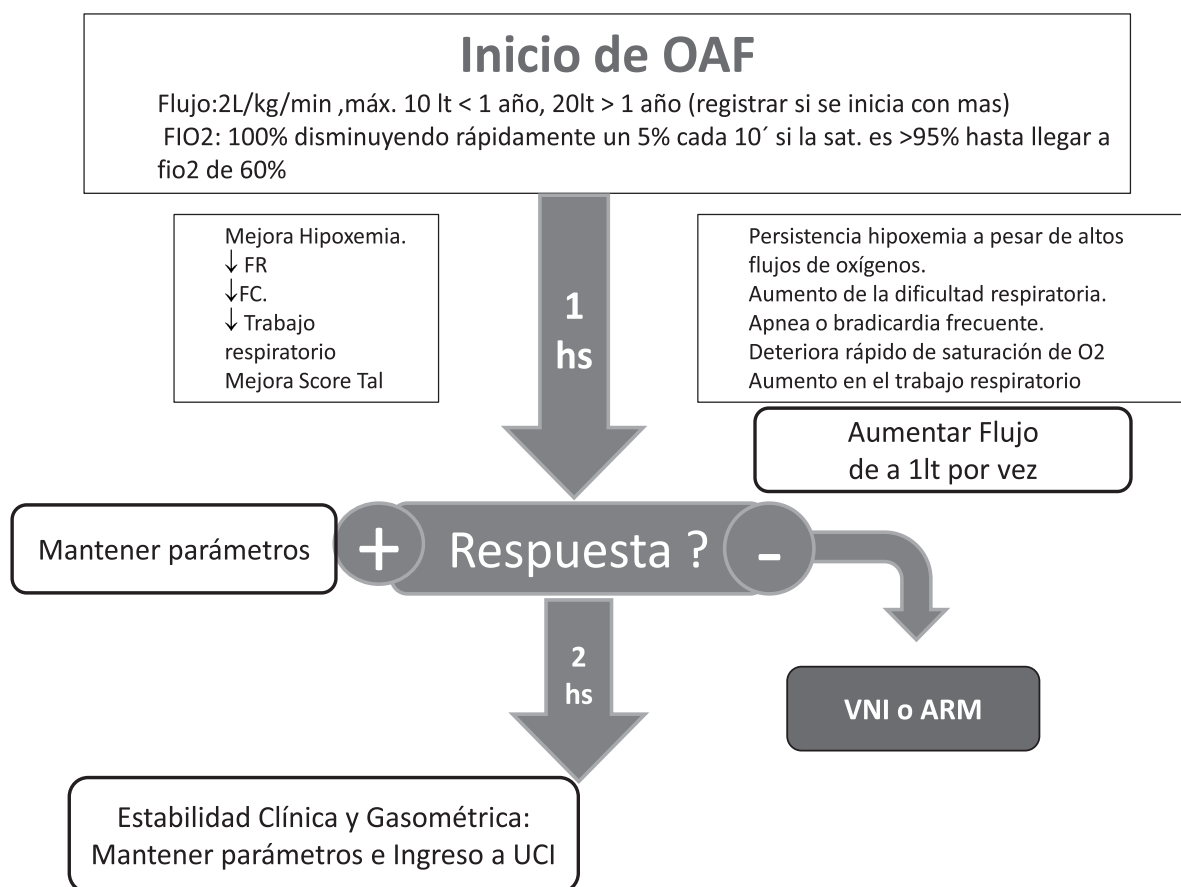 Inicio de OAF
Flujo:2L/kg/min ,máx. 10 lt < 1 año, 20lt > 1 año (registrar si se inicia con mas)
FIO2: 100% disminuyendo rápidamente un 5% cada 10´ si la sat. es >95% hasta llegar a
fio2 de 60%
Mejora Hipoxemia.
↓ FR
↓FC.
↓ Trabajo
respiratorio
Mejora Score Tal
1
hs
Persistencia hipoxemia a pesar de altos
flujos de oxígenos.
Aumento de la dificultad respiratoria.
Apnea o bradicardia frecuente.
Deteriora rápido de saturación de O2
Aumento en el trabajo respiratorio
Aumentar Flujo
de a 1lt por vez
Mantener parámetros
+
Respuesta ?
-
2
hs
VNI o ARM
Estabilidad Clínica y Gasométrica:
Mantener parámetros e Ingreso a UCI